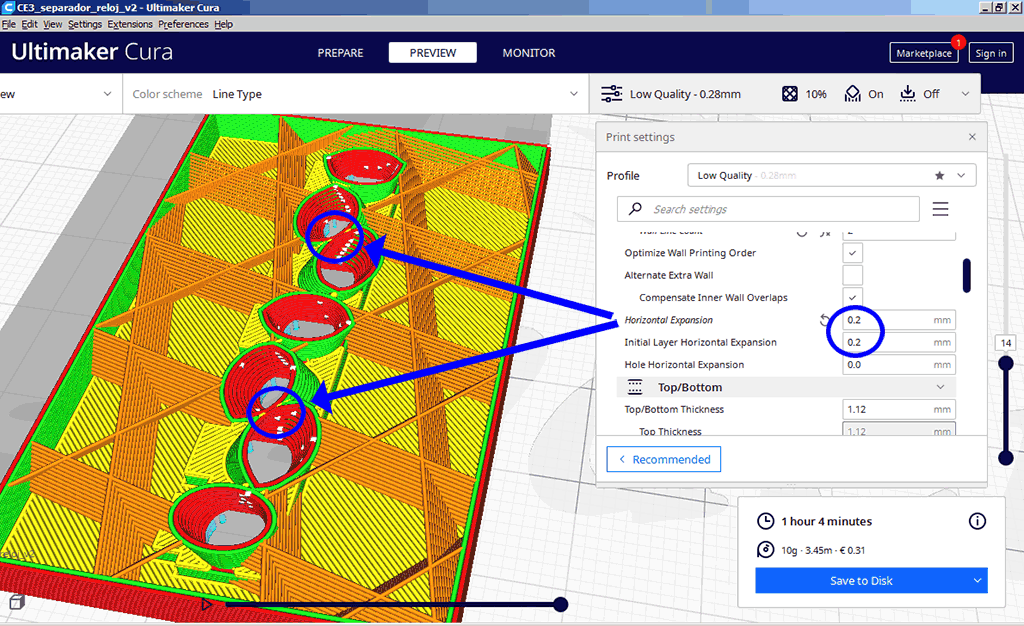 CE3_separador_reloj_v2 - Ultimaker Cura
File Edit View Settings Extensions Preferences Help
Ultimaker Cura PREPARE PREVIEW MONITOR Marketplace 1 Sign in
ew Color scheme Line Type Low Quality - 0.28mm 10% On Off
Print settings
Profile Low Quality - 0.28mm
Search settings
Wall Line Count 2
Optimize Wall Printing Order
Alternate Extra Wall
Compensate Inner Wall Overlaps
Horizontal Expansion 0.2 mm
Initial Layer Horizontal Expansion 0.2 mm
14
Hole Horizontal Expansion 0.0 mm
Top/Bottom
Top/Bottom Thickness 1.12 mm
Top Thickness 1.12 mm
Recommended
1 hour 4 minutes
10g · 3.45m · € 0.31
Save to Disk